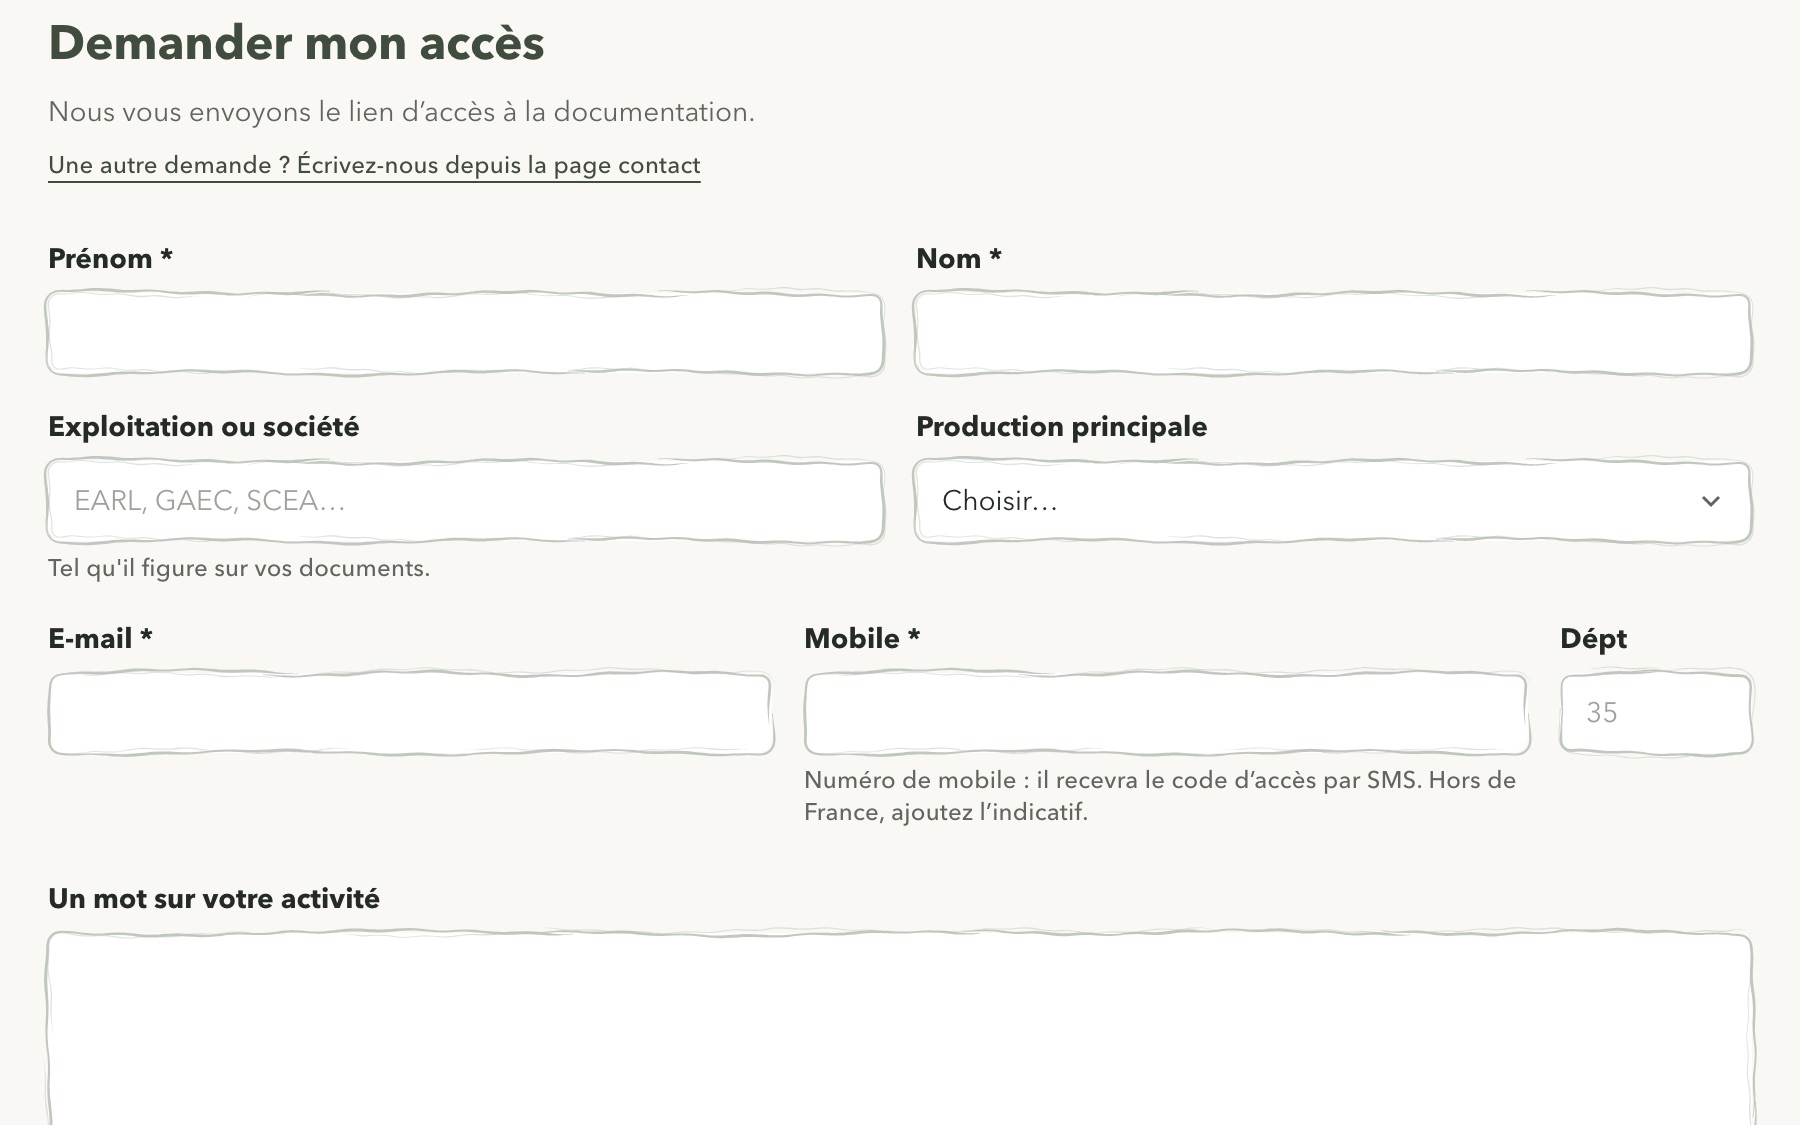 Demander mon accès
Nous vous envoyons le lien d’accès à la documentation.
Une autre demande ? Écrivez-nous depuis la page contact
Prénom *
Nom *
Exploitation ou société
Production principale
EARL, GAEC, SCEA…
Choisir…
Tel qu'il figure sur vos documents.
E-mail *
Mobile *
Dépt
35
Numéro de mobile : il recevra le code d’accès par SMS. Hors de
France, ajoutez l’indicatif.
Un mot sur votre activité